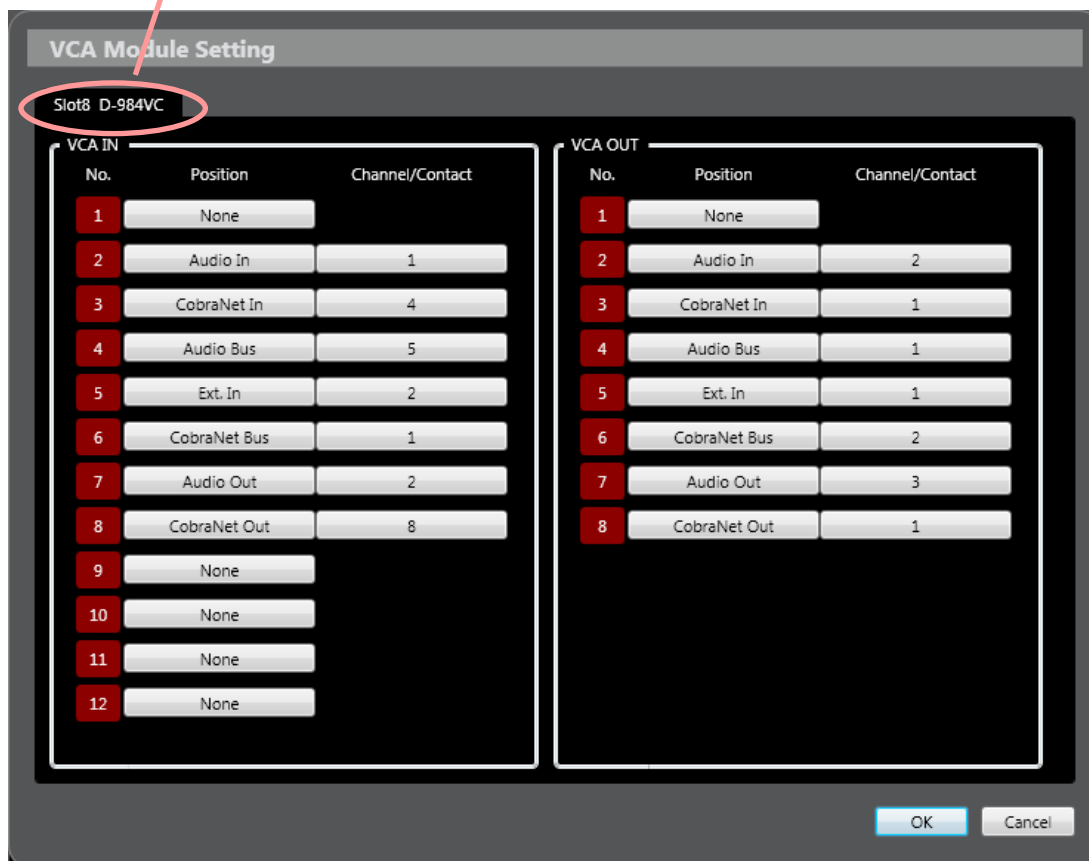 VCA Module Setting
Slot8 D-984VC
VCA IN
No. Position Channel/Contact
1 None
2 Audio In 1
3 CobraNet In 4
4 Audio Bus 5
5 Ext. In 2
6 CobraNet Bus 1
7 Audio Out 2
8 CobraNet Out 8
9 None
10 None
11 None
12 None
VCA OUT
No. Position Channel/Contact
1 None
2 Audio In 2
3 CobraNet In 1
4 Audio Bus 1
5 Ext. In 1
6 CobraNet Bus 2
7 Audio Out 3
8 CobraNet Out 1
OK Cancel